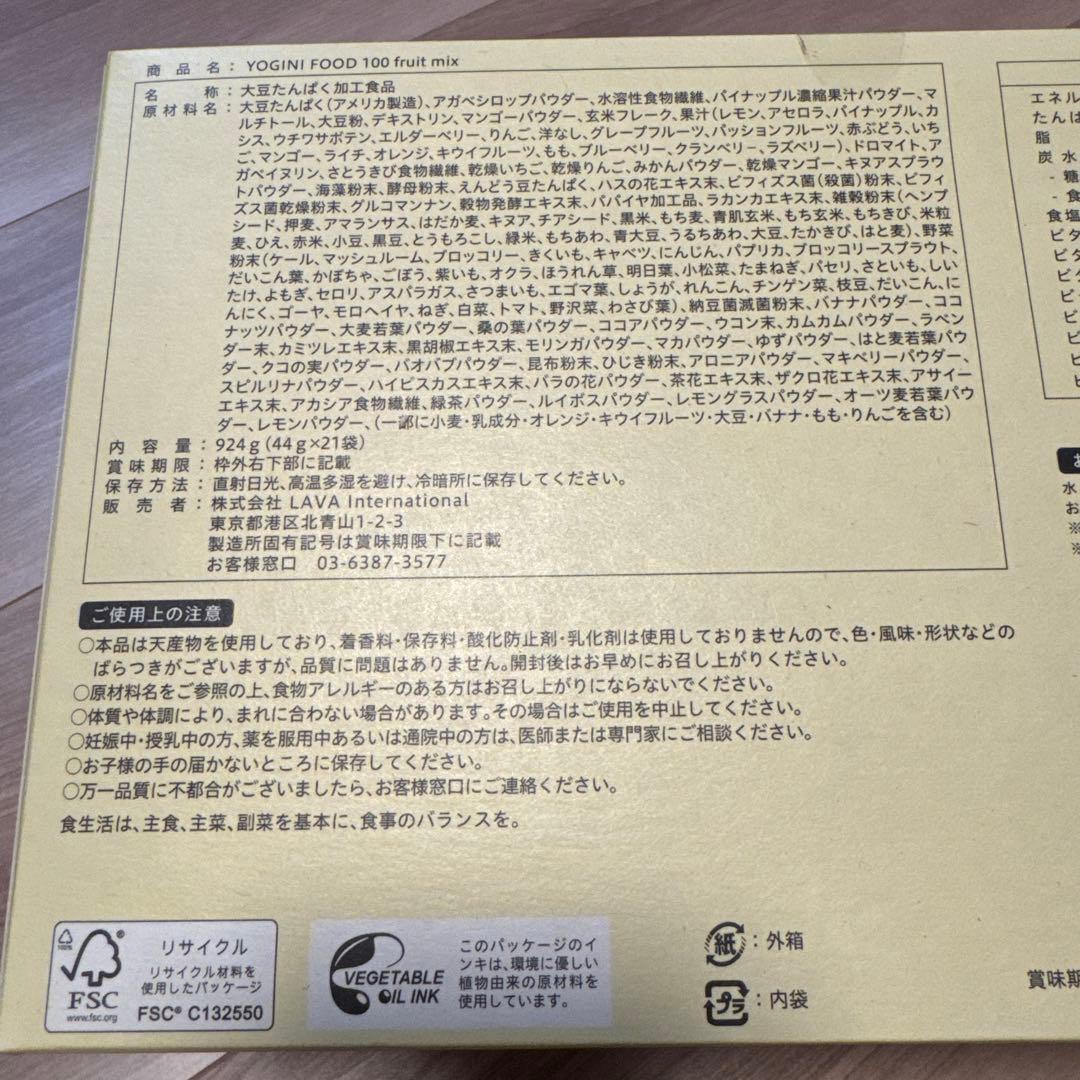 商品名： YOGINI FOOD 100 fruit mix
名称：大豆たんぱく加工食品
原材料名：大豆たんぱく(アメリカ製造)、アガベシロップパウダー、水溶性食物繊維、パイナップル濃縮果汁パウダー、マ
ルチトール、大豆粉、デキストリン、マンゴーパウダー、玄米フレーク、果汁(レモン、アセロラ、パイナップル、カ
シス、ウチワサボテン、エルダーベリー、りんご、洋なし、グレープフルーツ、パッションフルーツ、赤ぶどう、いち
ご、マンゴー、ライチ、オレンジ、キウイフルーツ、もも、ブルーベリー、クランベリー、ラズベリー)、ドロマイト、ア
ガベイヌリン、さとうきび食物繊維、乾燥いちご、乾燥りんご、みかんパウダー、乾燥マンゴー、キヌアスプラウ
トパウダー、海藻粉末、酵母粉末、えんどう豆たんぱく、ハスの花エキス末、ビフィズス菌(殺菌)粉末、ビフィ
ズス菌乾燥粉末、グルコマンナン、穀物発酵エキス末、パパイヤ加工品、ラカンカエキス末、雑穀粉末(ヘンプ
シード、押麦、アマランサス、はだか麦、キヌア、チアシード、黒米、もち麦、青肌玄米、もち玄米、もちきび、米粒
麦、ひえ、赤米、小豆、黒豆、とうもろこし、緑米、もちあわ、青大豆、うるちあわ、大豆、たかきび、はと麦)、野菜
粉末(ケール、マッシュルーム、ブロッコリー、きくいも、キャベツ、にんじん、パプリカ、ブロッコリースプラウト、
だいこん葉、かぼちゃ、ごぼう、紫いも、オクラ、ほうれん草、明日葉、小松菜、たまねぎ、パセリ、さといも、しい
たけ、よもぎ、セロリ、アスパラガス、さつまいも、エゴマ葉、しょうが、れんこん、チンゲン菜、枝豆、だいこん、に
んにく、ゴーヤ、モロヘイヤ、ねぎ、白菜、トマト、野沢菜、わさび葉)、納豆菌滅菌粉末、バナナパウダー、ココ
ナッツパウダー、大麦若葉パウダー、桑の葉パウダー、ココアパウダー、ウコン末、カムカムパウダー、ラベン
ダー末、カミツレエキス末、黒胡椒エキス末、モリンガパウダー、マカパウダー、ゆずパウダー、はと麦若葉パウ
ダー、クコの実パウダー、バオバブパウダー、昆布粉末、ひじき粉末、アロニアパウダー、マキベリーパウダー、
スピルリナパウダー、ハイビスカスエキス末、バラの花パウダー、茶花エキス末、ザクロ花エキス末、アサイー
エキス末、アカシア食物繊維、緑茶パウダー、ルイボスパウダー、レモングラスパウダー、オーツ麦若葉パウ
ダー、レモンパウダー、(一部に小麦・乳成分・オレンジ・キウイフルーツ・大豆・バナナ・もも・りんごを含む)
内容量：924g(44g×21袋)
賞味期限：枠外右下部に記載
保存方法：直射日光、高温多湿を避け、冷暗所に保存してください。
販売者：株式会社 LAVA International
東京都港区北青山1-2-3
製造所固有記号は賞味期限下に記載
お客様窓口 03-6387-3577
ご使用上の注意
○本品は天産物を使用しており、着香料・保存料・酸化防止剤・乳化剤は使用しておりませんので、色・風味・形状などの
ばらつきがございますが、品質に問題はありません。開封後はお早めにお召し上がりください。
○原材料名をご参照の上、食物アレルギーのある方はお召し上がりにならないでください。
○体質や体調により、まれに合わない場合があります。その場合はご使用を中止してください。
○妊娠中・授乳中の方、薬を服用中あるいは通院中の方は、医師または専門家にご相談ください。
○お子様の手の届かないところに保存してください。
○万一品質に不都合がございましたら、お客様窓口にご連絡ください。
食生活は、主食、主菜、副菜を基本に、食事のバランスを。
100%
FSC®
www.fsc.org
リサイクル
リサイクル材料を
使用したパッケージ
FSC® C132550
VEGETABLE
OIL INK
このパッケージのイ
ンキは、環境に優しい
植物由来の原材料を
使用しています。
紙：外箱
プラ：内袋
エネル
たんぱ
脂
炭水
- 糖
- 食
食塩
ビタ
ビタ
ビタ
ビ
ビ
ビ
ビ
ビ
お
水
お
※
※
賞味期